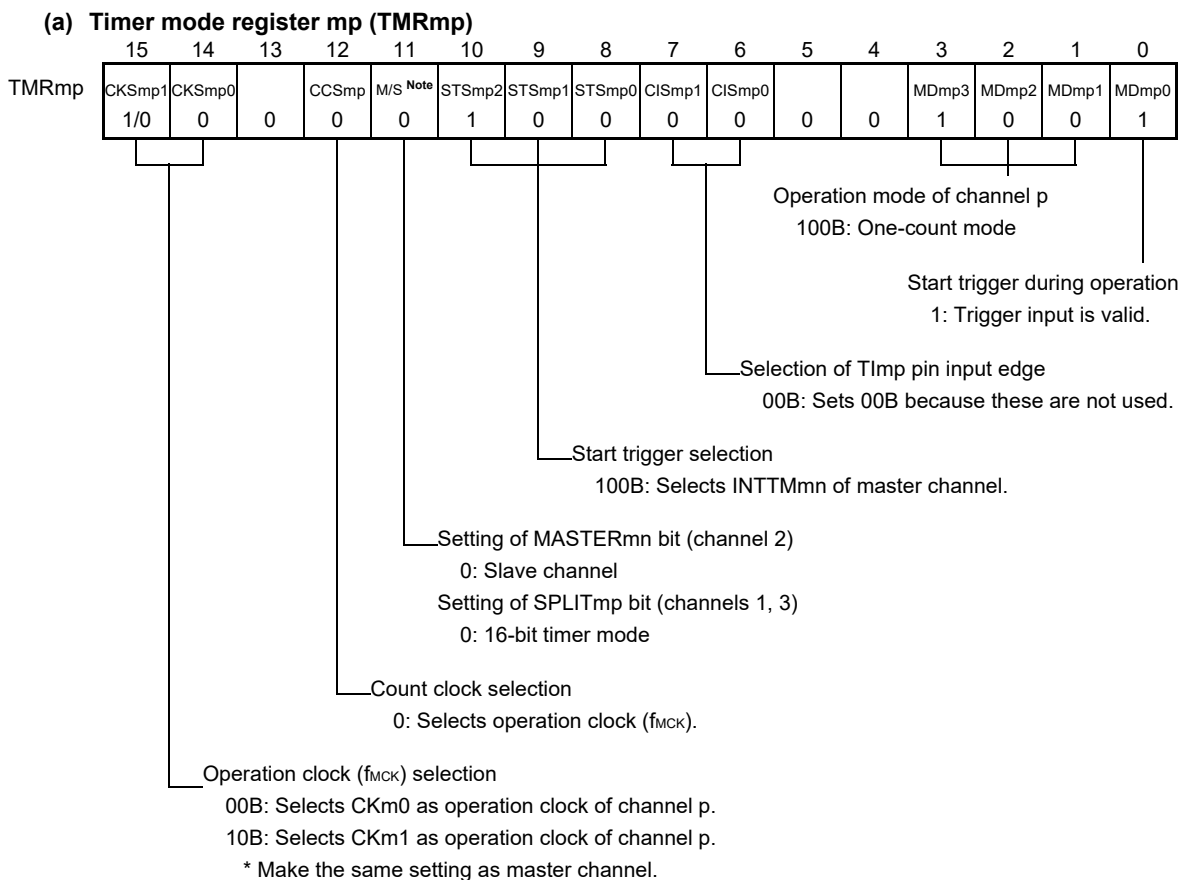 (a) Timer mode register mp (TMRmp)
15 14 13 12 11 10 9 8 7 6 5 4 3 2 1 0
TMRmp CKSmp1 CKSmp0 CCSmp M/S Note STSmp2 STSmp1 STSmp0 CISmp1 CISmp0 MDmp3 MDmp2 MDmp1 MDmp0
1/0 0 0 0 0 1 0 0 0 0 0 0 1 0 0 1
Operation mode of channel p
100B: One-count mode
Start trigger during operation
1: Trigger input is valid.
Selection of TImp pin input edge
00B: Sets 00B because these are not used.
Start trigger selection
100B: Selects INTTMmn of master channel.
Setting of MASTERmn bit (channel 2)
0: Slave channel
Setting of SPLITmp bit (channels 1, 3)
0: 16-bit timer mode
Count clock selection
0: Selects operation clock (fMCK).
Operation clock (fMCK) selection
00B: Selects CKm0 as operation clock of channel p.
10B: Selects CKm1 as operation clock of channel p.
* Make the same setting as master channel.